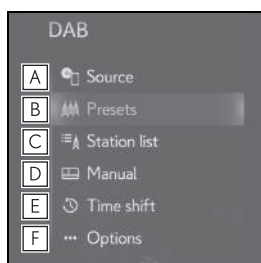 DAB
A Source
B Presets
C Station list
D Manual
E Time shift
F Options